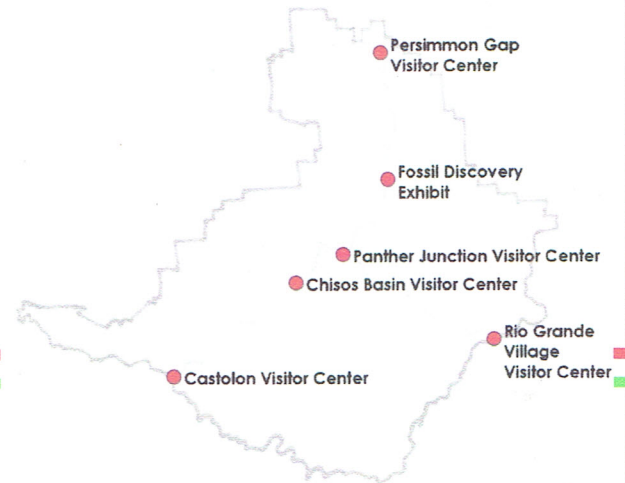 Persimmon Gap
Visitor Center
Fossil Discovery
Exhibit
Panther Junction Visitor Center
Chisos Basin Visitor Center
Rio Grande
Village
Visitor Center
Castolon Visitor Center